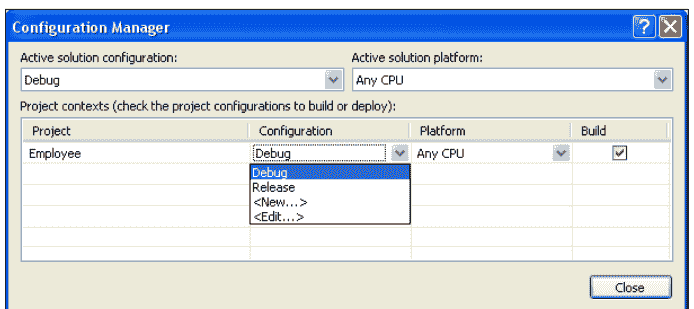 Configuration Manager
Active solution configuration: Active solution platform:
Debug Any CPU
Project contexts (check the project configurations to build or deploy):
Project Configuration Platform Build
Employee Debug Any CPU
Debug
Release
<New...>
<Edit...>
Close